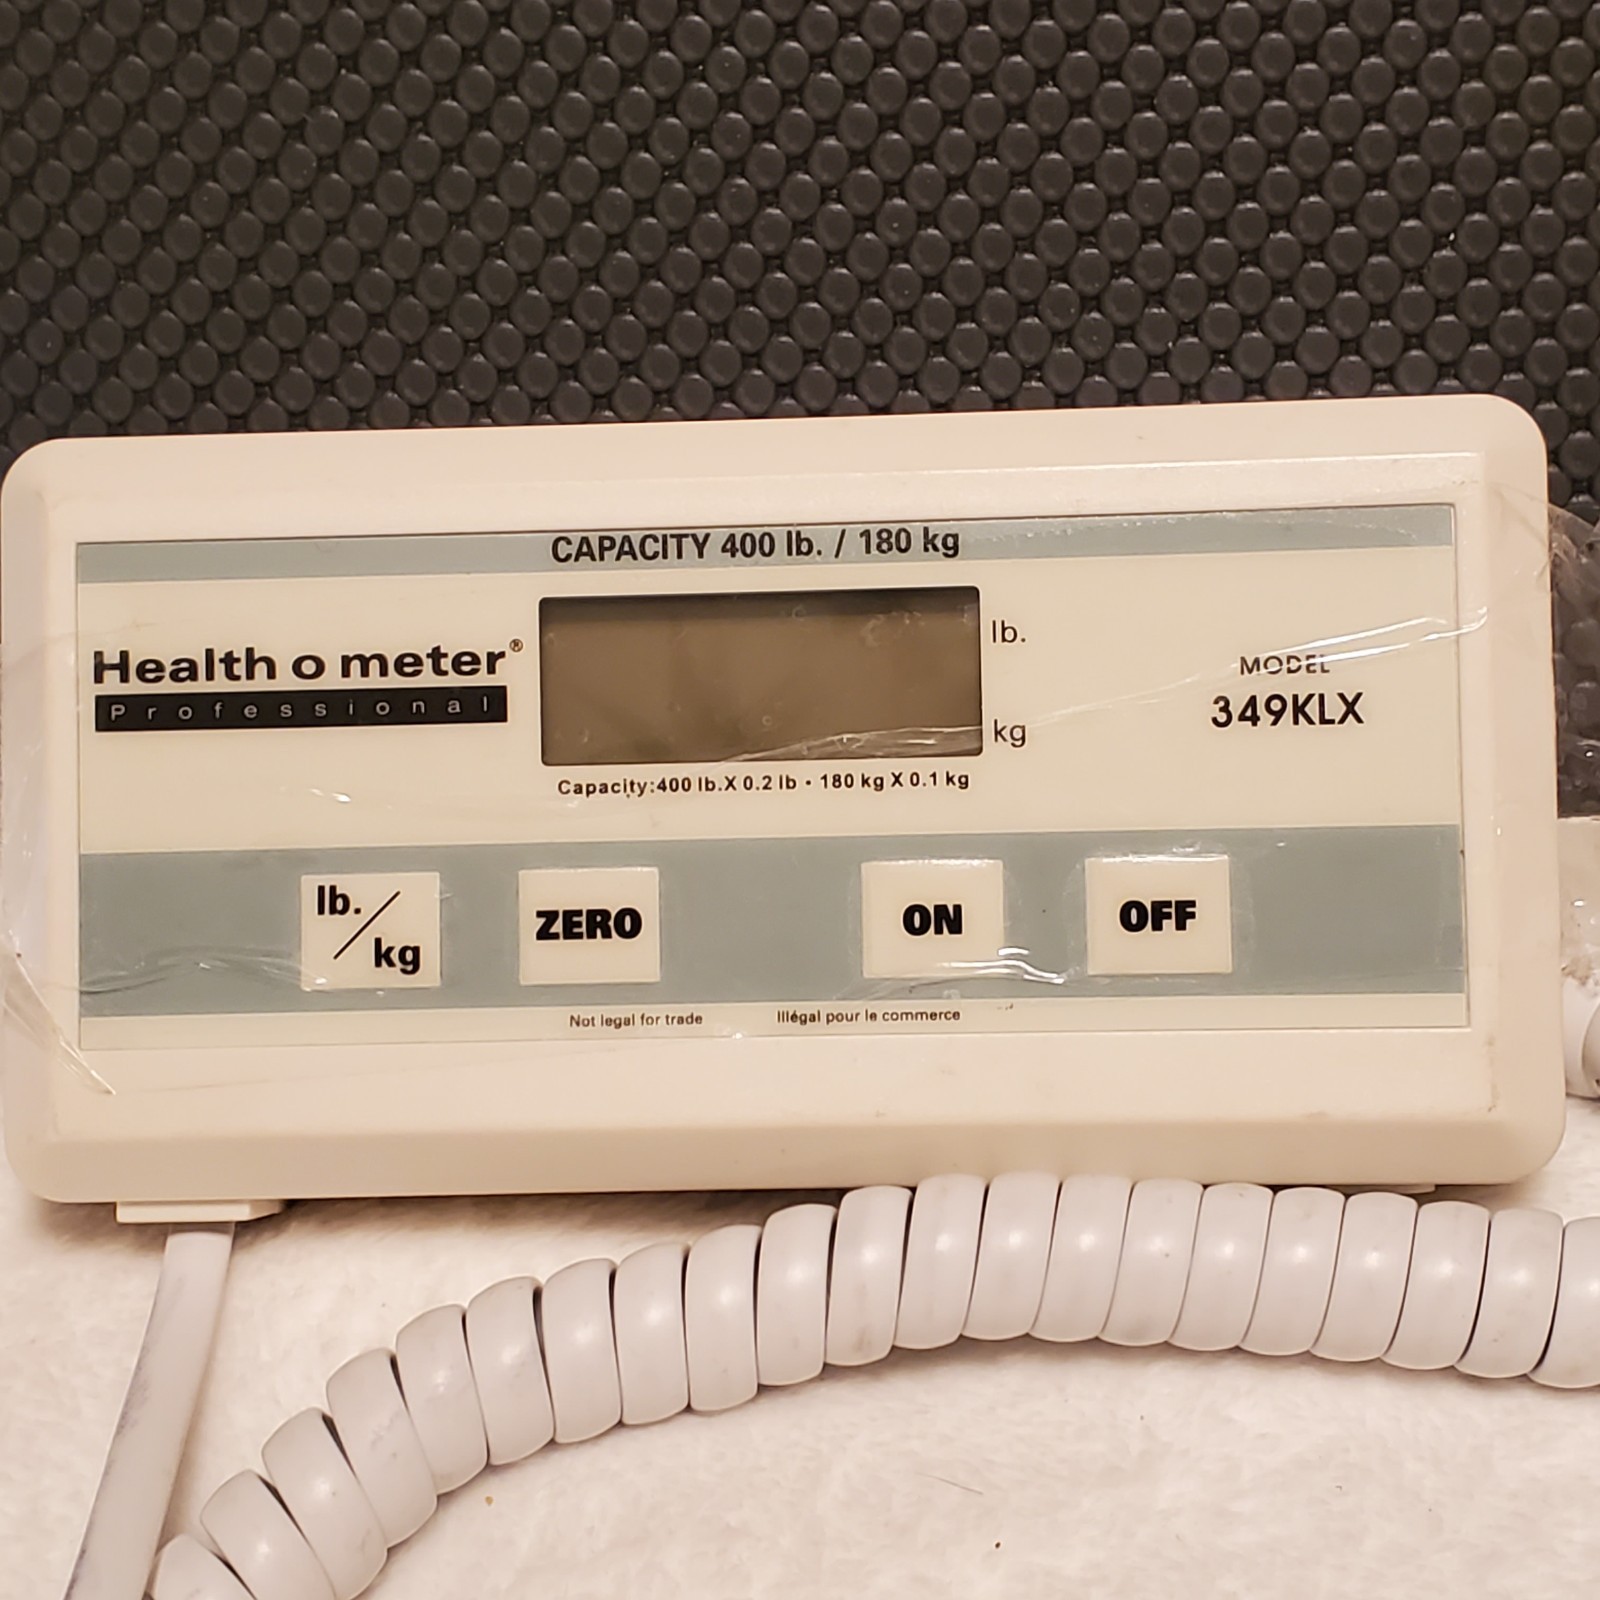 CAPACITY 400 lb. / 180 kg
Health o meter®
Professional
lb.
kg
MODEL
349KLX
Capacity:400 lb.X 0.2 lb • 180 kg X 0.1 kg
lb./kg
ZERO
ON
OFF
Not legal for trade
Illégal pour le commerce